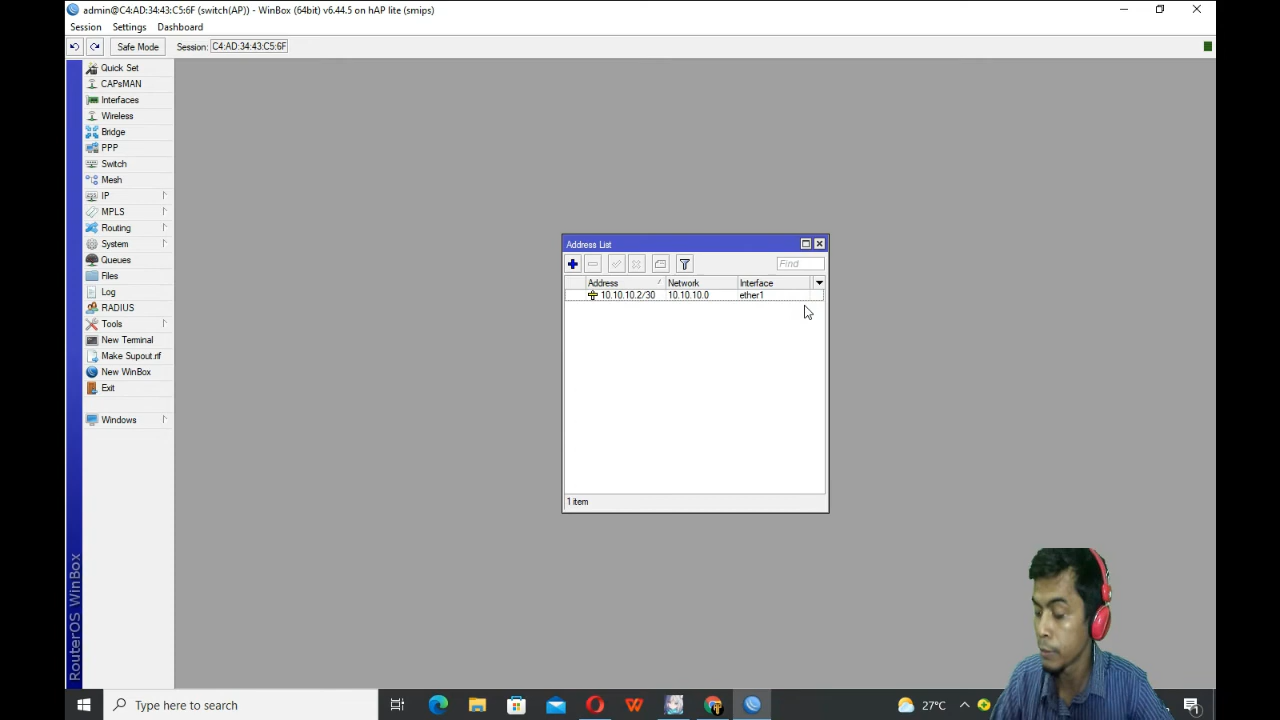 admin@C4:AD:34:43:C5:6F (switch(AP)) - WinBox (64bit) v6.44.5 on hAP lite (smips)
Session Settings Dashboard
Safe Mode Session: C4:AD:34:43:C5:6F
Quick Set
CAPsMAN
Interfaces
Wireless
Bridge
PPP
Switch
Mesh
IP
MPLS
Routing
System
Queues
Files
Log
RADIUS
Tools
New Terminal
Make Supout.rif
New WinBox
Exit
Windows
RouterOS WinBox
Address List
Find
Address Network Interface
10.10.10.2/30 10.10.10.0 ether1
1 item
Type here to search
27°C
1